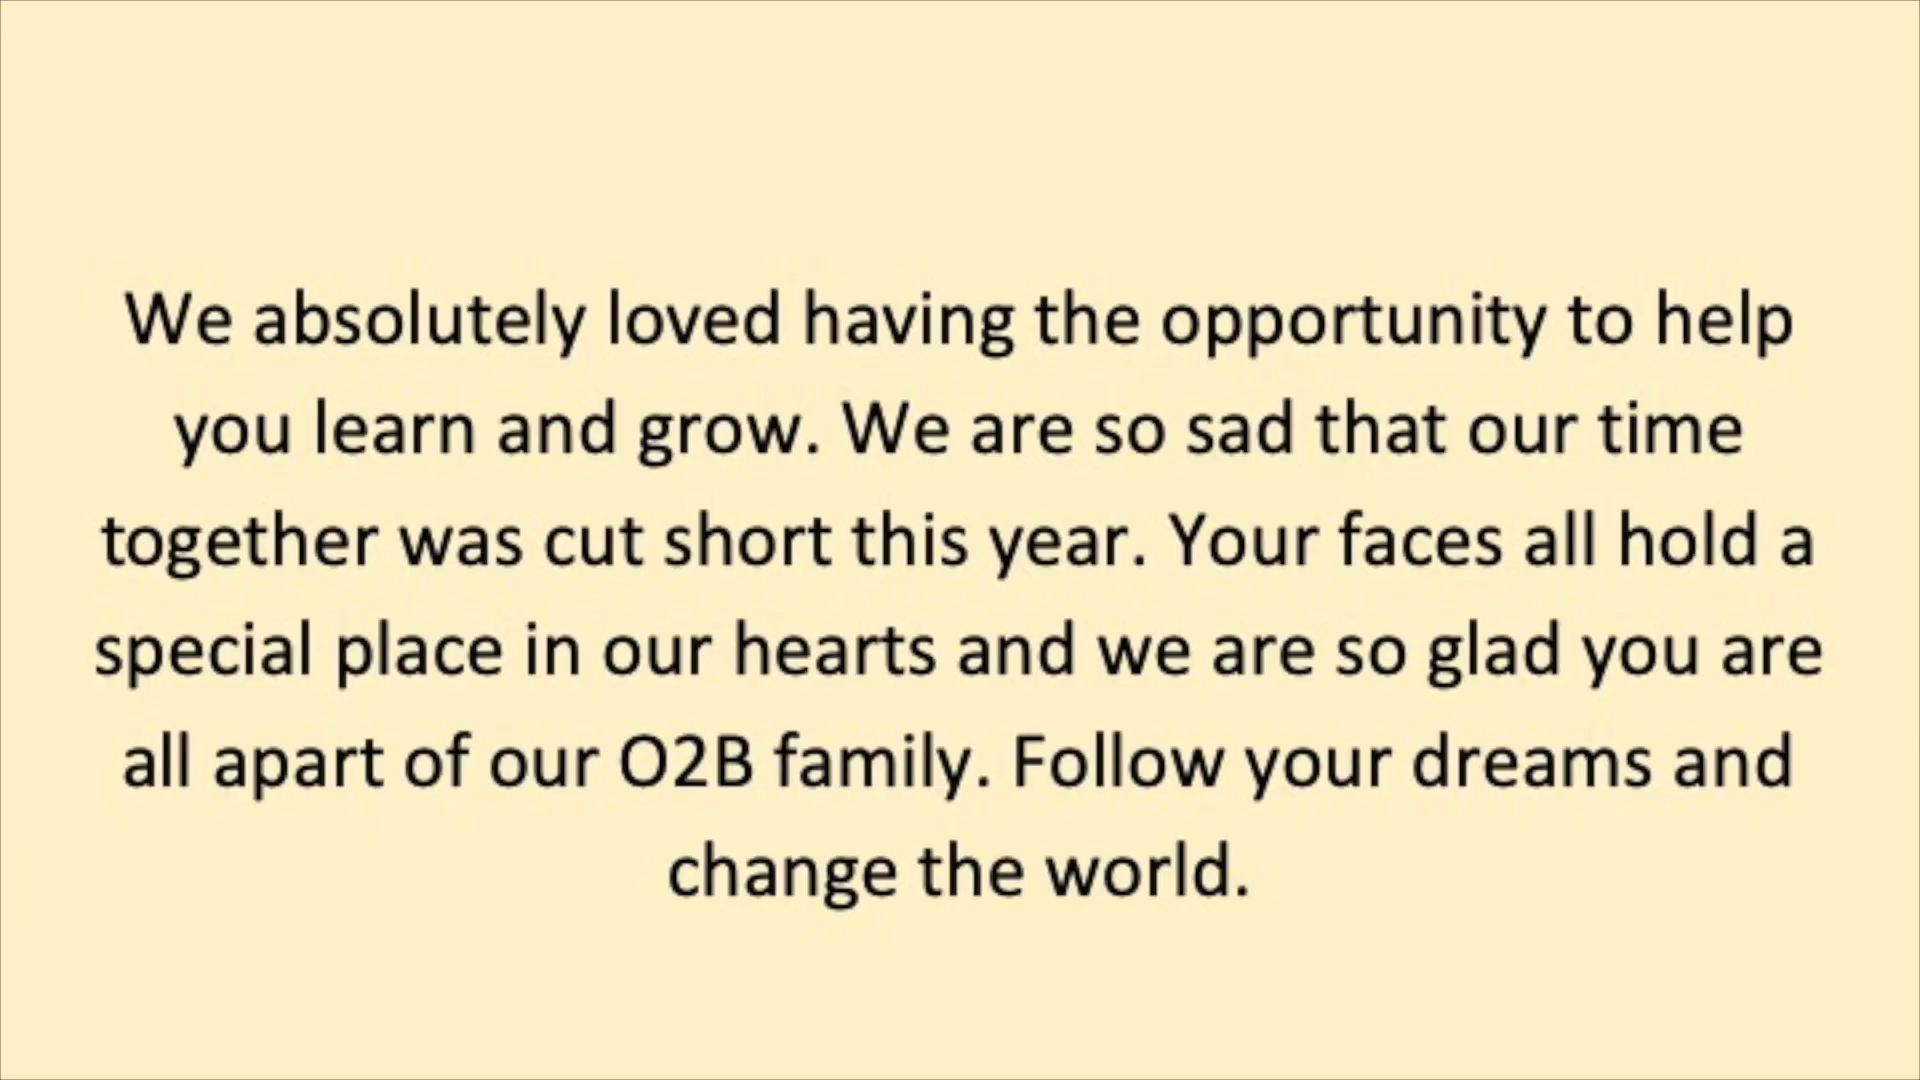 We absolutely loved having the opportunity to help
you learn and grow. We are so sad that our time
together was cut short this year. Your faces all hold a
special place in our hearts and we are so glad you are
all apart of our O2B family. Follow your dreams and
change the world.